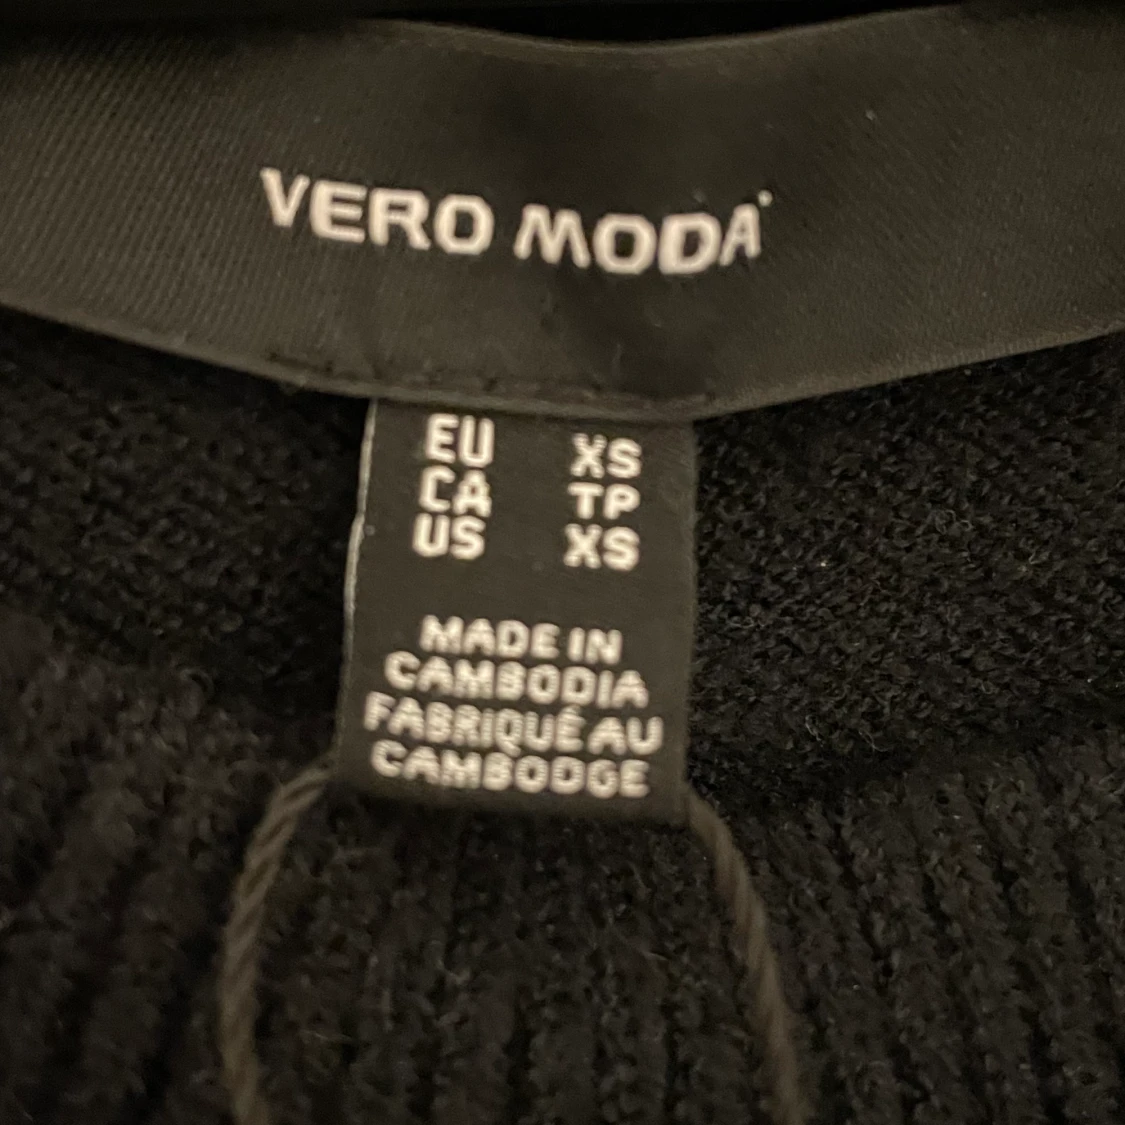 VERO MODA
EU XS
CA TP
US XS
MADE IN
CAMBODIA
FABRIQUÉ AU
CAMBODGE